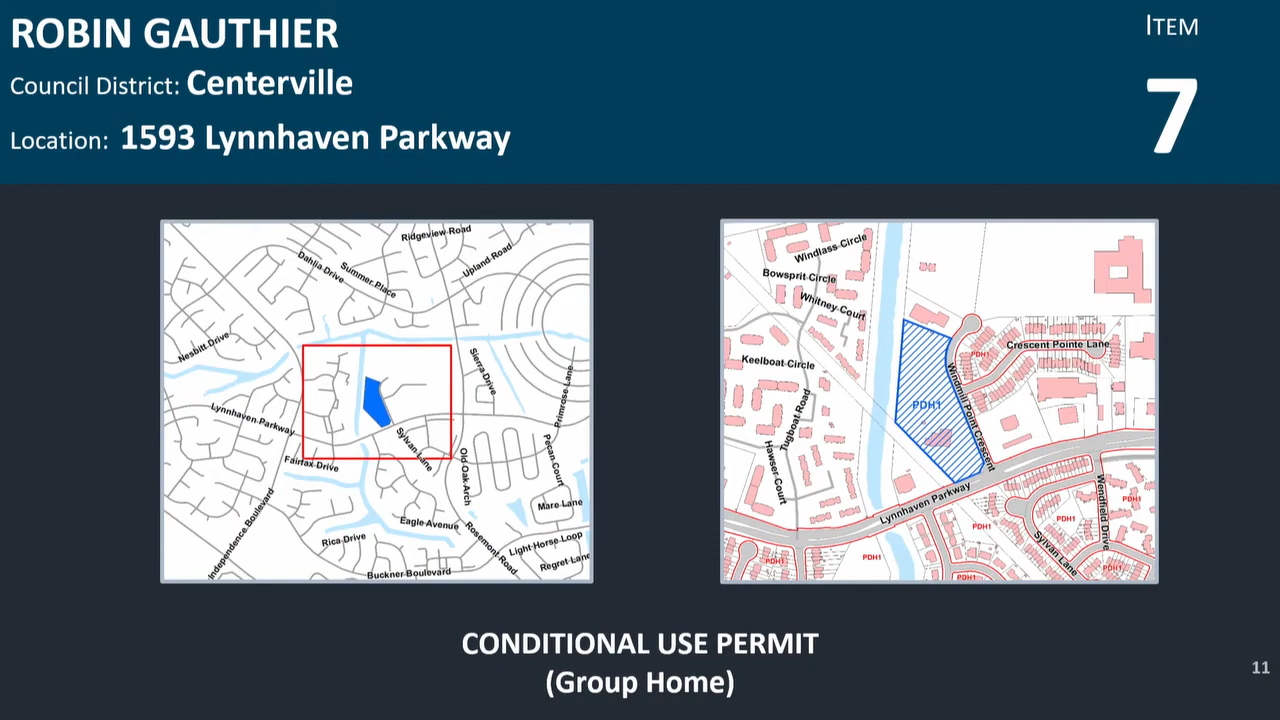 ROBIN GAUTHIER
Council District: Centerville
Location: 1593 Lynnhaven Parkway
ITEM
7
Ridgeview Road
Dahlia Drive
Summer Place
Upland Road
Nesbitt Drive
Sierra Drive
Primrose Lane
Lynnhaven Parkway
Sylvan Lane
Fairfax Drive
Old Oak Arch
Pecan Court
Independence Boulevard
Mare Lane
Eagle Avenue
Rica Drive
Rosemont Road
Light Horse Loop
Regret Lane
Buckner Boulevard
Windlass Circle
Bowsprit Circle
Whitney Court
Crescent Pointe Lane
PDH1
Keelboat Circle
Windmill Point Crescent
PDH1
Tugboat Road
Hawser Court
Lynnhaven Parkway
Wendfield Drive
PDH1
PDH1
PDH1
Sylvan Lane
PDH1
PDH1
PDH1
PDH1
CONDITIONAL USE PERMIT
(Group Home)
11